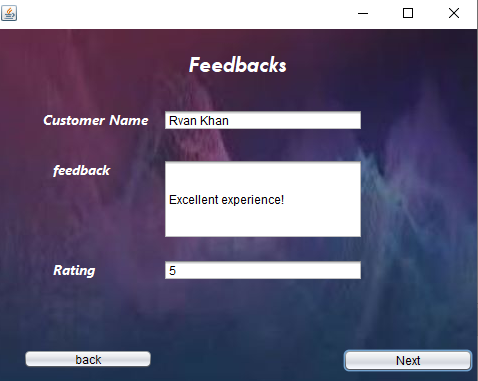 Feedbacks
Customer Name Rvan Khan
feedback
Excellent experience!
Rating 5
back Next